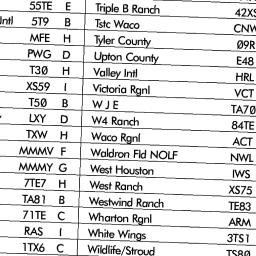 55TE E Triple B Ranch 42XS
Intl 5T9 B Tstc Waco CNW
MFE H Tyler County 09R
PWG D Upton County E48
T30 H Valley Intl HRL
XS59 I Victoria Rgnl VCT
T50 B W J E TA70
LXY D W4 Ranch 84TE
TXW H Waco Rgnl ACT
MMMV F Waldron Fld NOLF NWL
MMMY G West Houston IWS
7TE7 H West Ranch XS75
TA81 B Westwind Ranch TE83
71TE C Wharton Rgnl ARM
RAS I White Wings 3TS1
1TX6 C Wildlife/Stroud TS80